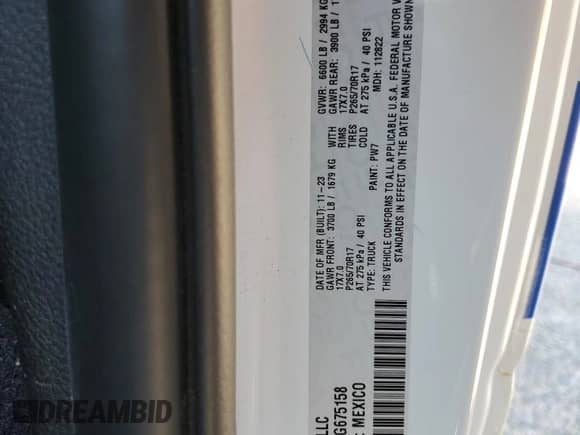 LLC
DATE OF MFR (BUILT): 11-23 GVWR: 6600 LB / 2994 KG
GAWR FRONT: 3700 LB / 1679 KG WITH GAWR REAR: 3900 LB /
17X7.0 RIMS 17X7.0
P265/70R17 TIRES P265/70R17
AT 275 kPa / 40 PSI COLD AT 275 kPa / 40 PSI
TYPE: TRUCK PAINT: PW7 MDH: 112822
THIS VEHICLE CONFORMS TO ALL APPLICABLE U.S.A. FEDERAL MOTOR
STANDARDS IN EFFECT ON THE DATE OF MANUFACTURE SHOWN
G675158
MEXICO
© 2025 DREAMBID